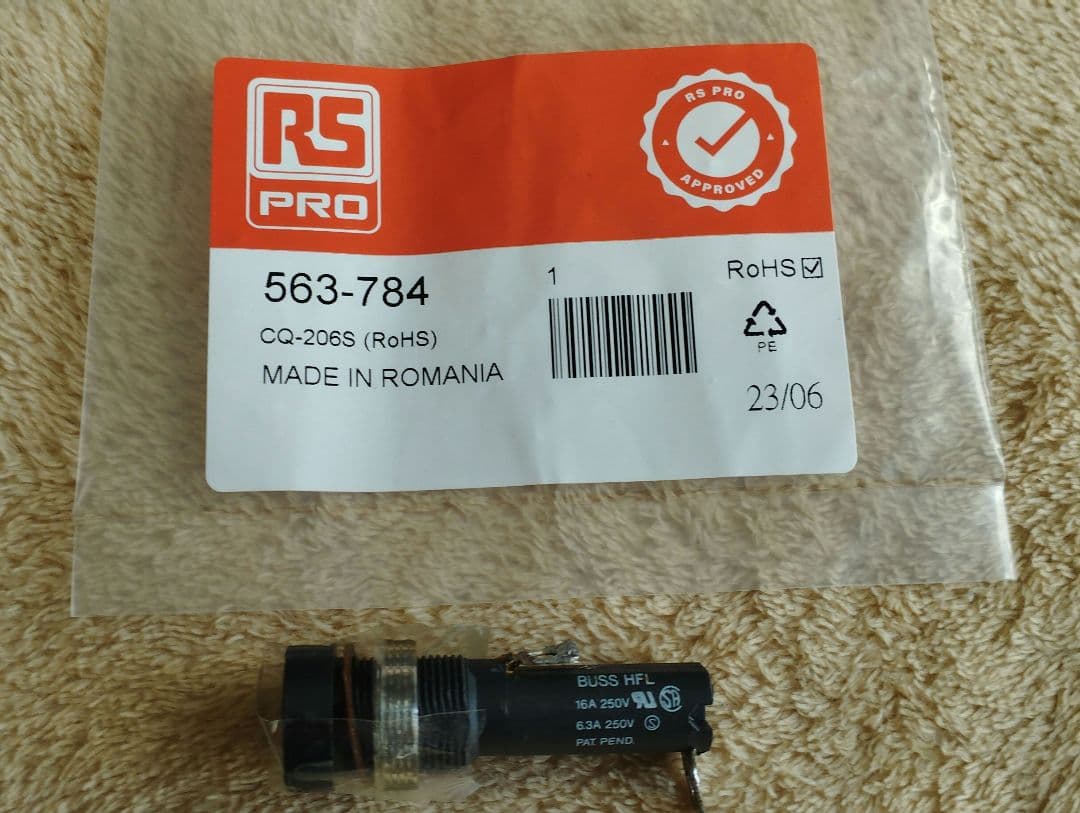 RS
PRO
RS PRO
APPROVED
563-784
CQ-206S (RoHS)
MADE IN ROMANIA
1
RoHS
PE
23/06
BUSS HFL
16A 250V
6.3A 250V
PAT. PEND.